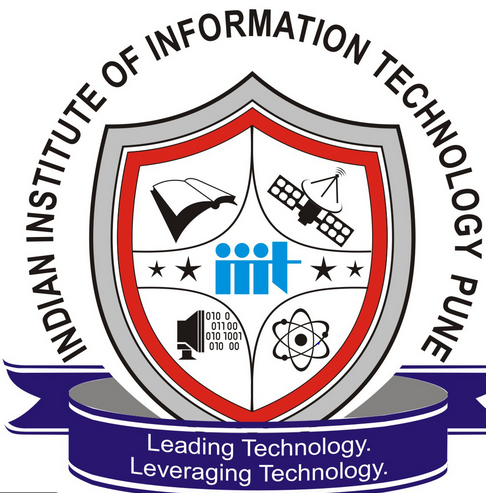 INDIAN INSTITUTE OF INFORMATION TECHNOLOGY PUNE
iiit
010 0
01100
010 1001
010 00
Leading Technology.
Leveraging Technology.